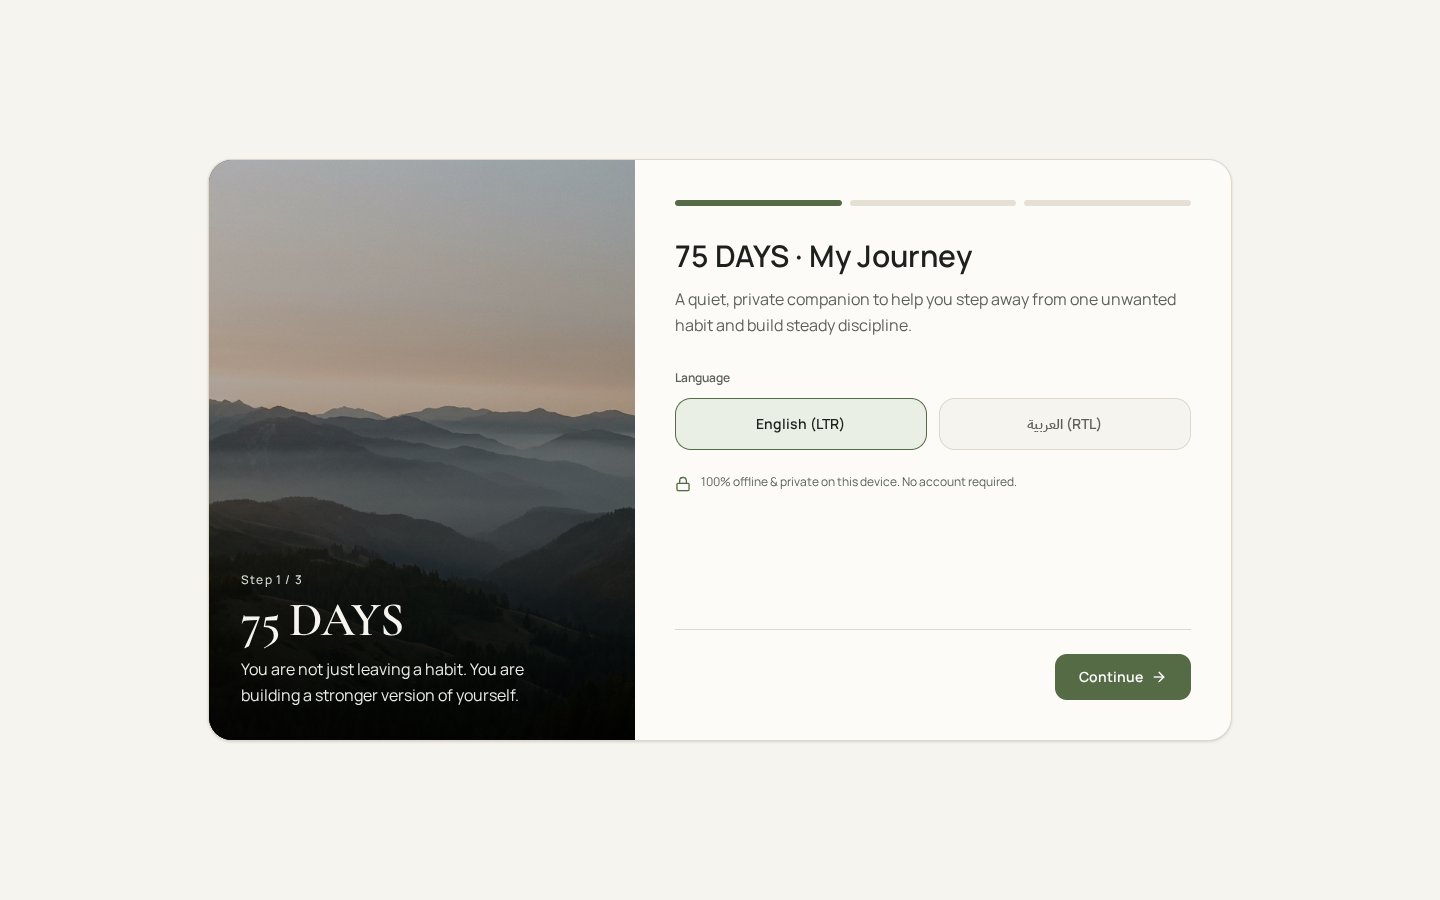 Step 1 / 3
75 DAYS
You are not just leaving a habit. You are
building a stronger version of yourself.
75 DAYS · My Journey
A quiet, private companion to help you step away from one unwanted
habit and build steady discipline.
Language
English (LTR)
العربية (RTL)
100% offline & private on this device. No account required.
Continue →